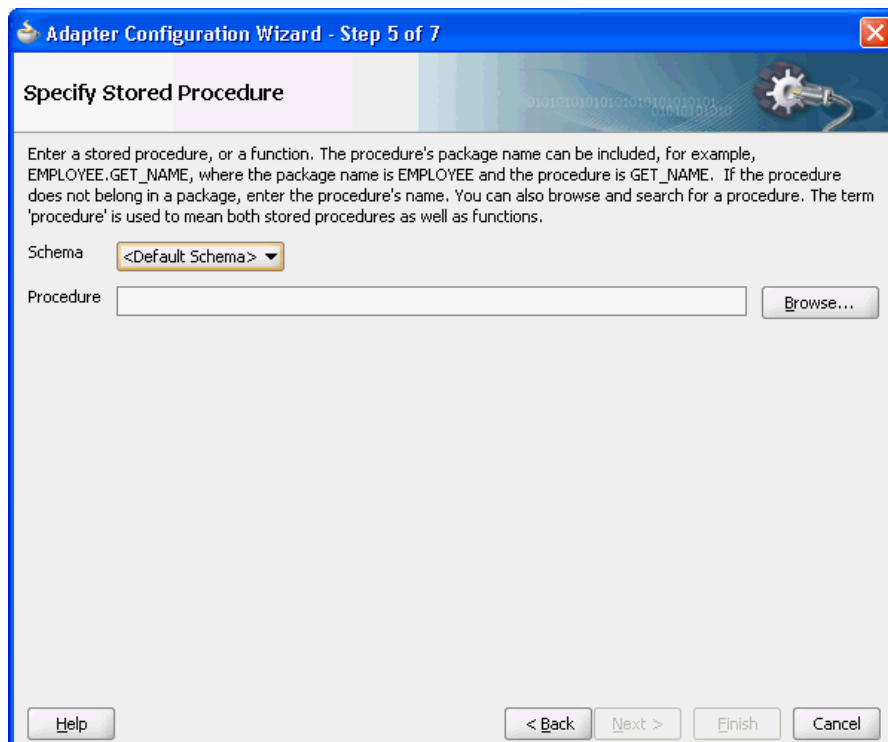 Adapter Configuration Wizard - Step 5 of 7
Specify Stored Procedure
Enter a stored procedure, or a function. The procedure's package name can be included, for example,
EMPLOYEE.GET_NAME, where the package name is EMPLOYEE and the procedure is GET_NAME. If the procedure
does not belong in a package, enter the procedure's name. You can also browse and search for a procedure. The term
'procedure' is used to mean both stored procedures as well as functions.
Schema <Default Schema>
Procedure Browse...
Help < Back Next > Finish Cancel